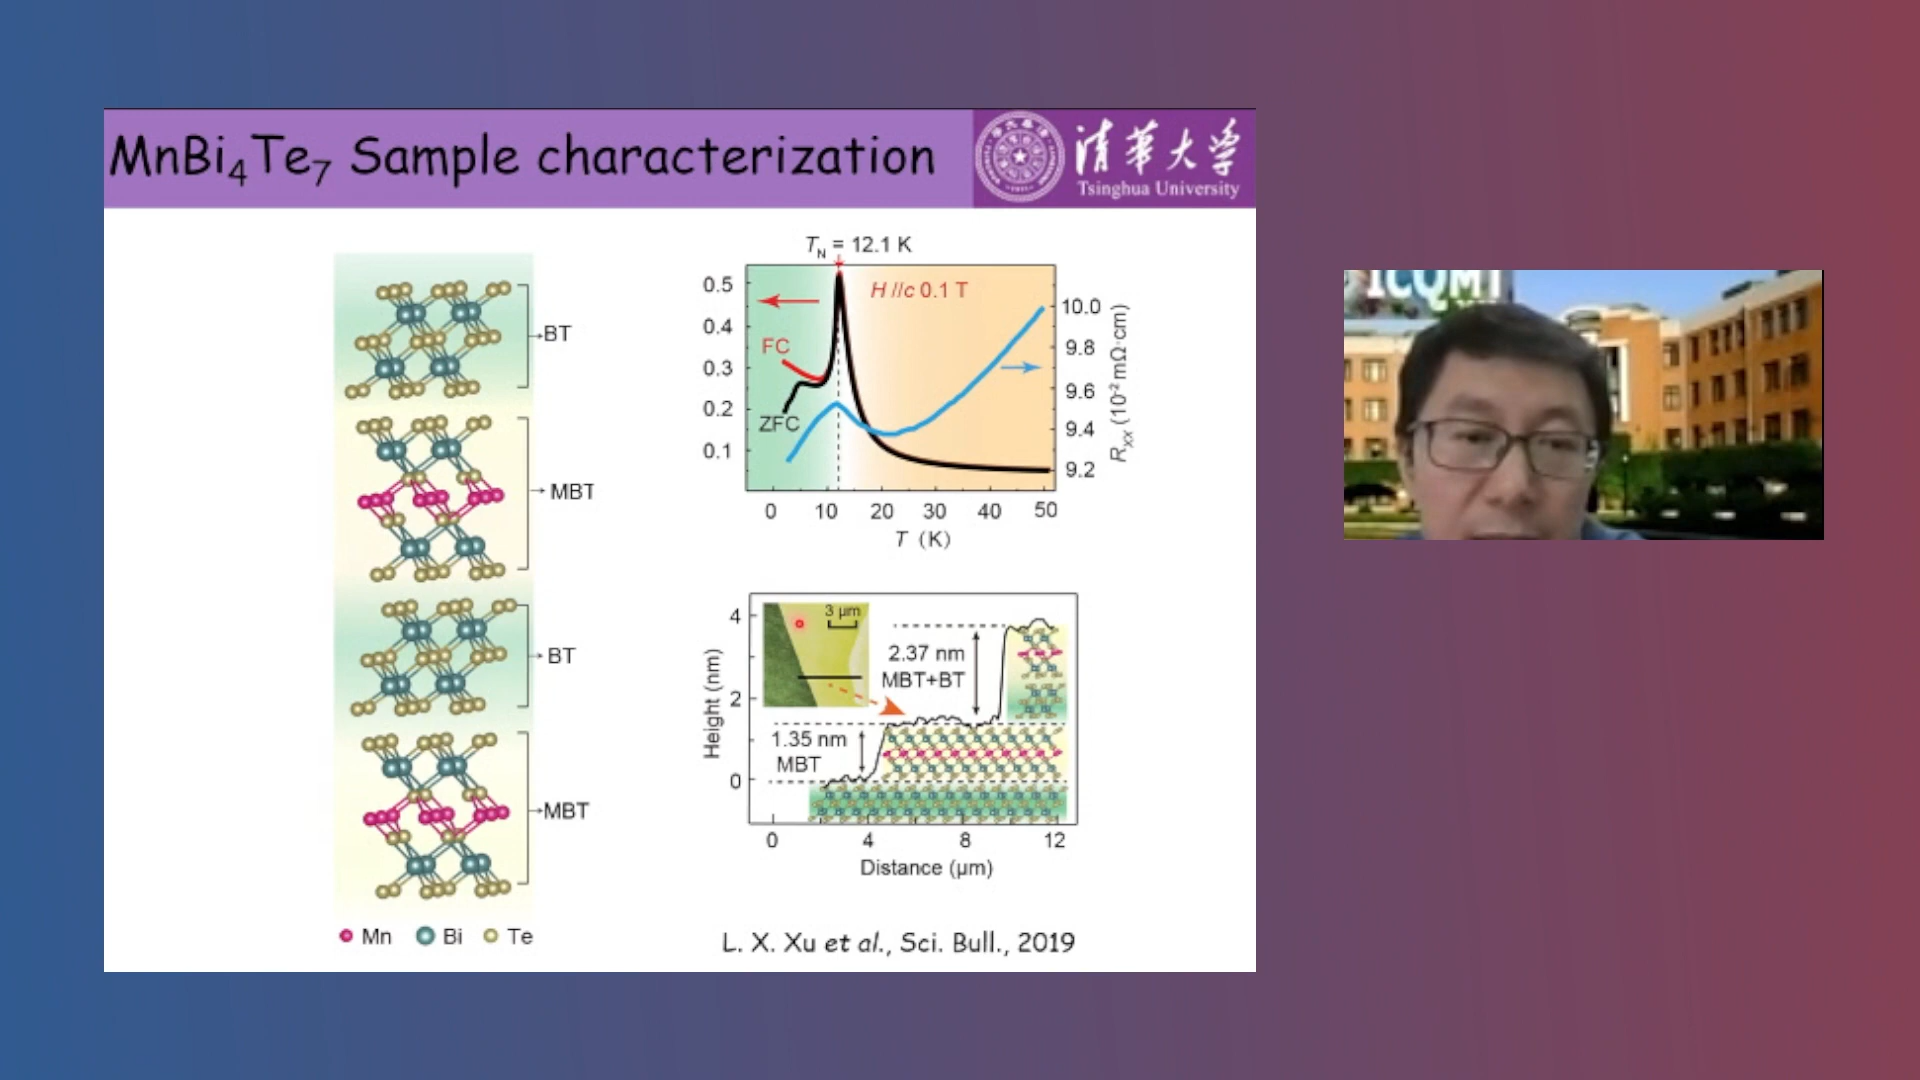 MnBi₄Te₇ Sample characterization
清華大学
Tsinghua University
BT
MBT
BT
MBT
Mn Bi Te
T_N = 12.1 K
H//c 0.1 T
FC
ZFC
0.5
0.4
0.3
0.2
0.1
10.0
9.8
9.6
9.4
9.2
R_XX (10⁻² mΩ·cm)
0 10 20 30 40 50
T (K)
3 μm
2.37 nm
MBT+BT
1.35 nm
MBT
4
2
0
Height (nm)
0 4 8 12
Distance (μm)
L. X. Xu et al., Sci. Bull., 2019
ICQMT